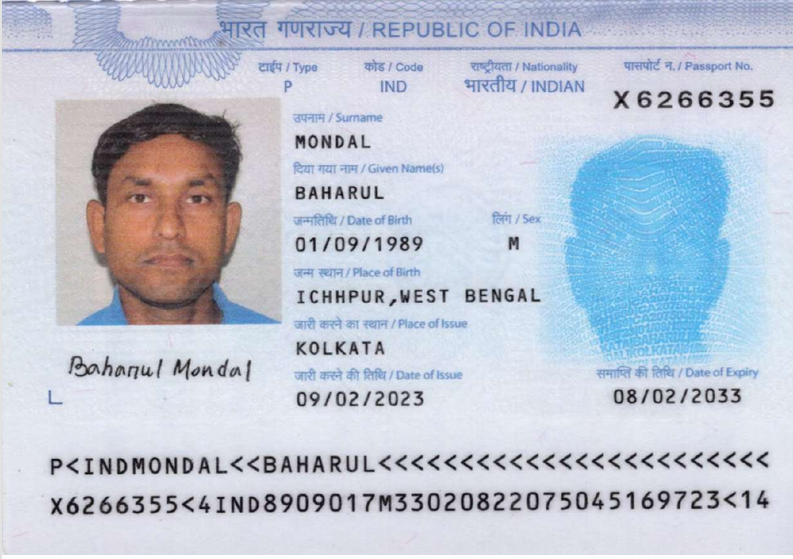 भारत गणराज्य / REPUBLIC OF INDIA
टाईप / Type कोड / Code राष्ट्रीयता / Nationality पासपोर्ट न. / Passport No.
P IND भारतीय / INDIAN X6266355
उपनाम / Surname
MONDAL
दिया गया नाम / Given Name(s)
BAHARUL
जन्मतिथि / Date of Birth लिंग / Sex
01/09/1989 M
जन्म स्थान / Place of Birth
ICHHPUR,WEST BENGAL
जारी करने का स्थान / Place of Issue
KOLKATA
Baharul Mondal
जारी करने की तिथि / Date of Issue समाप्ति की तिथि / Date of Expiry
09/02/2023 08/02/2033
P<INDMONDAL<<BAHARUL<<<<<<<<<<<<<<<<<<<<<<<<
X6266355<4IND8909017M33020822075045169723<14